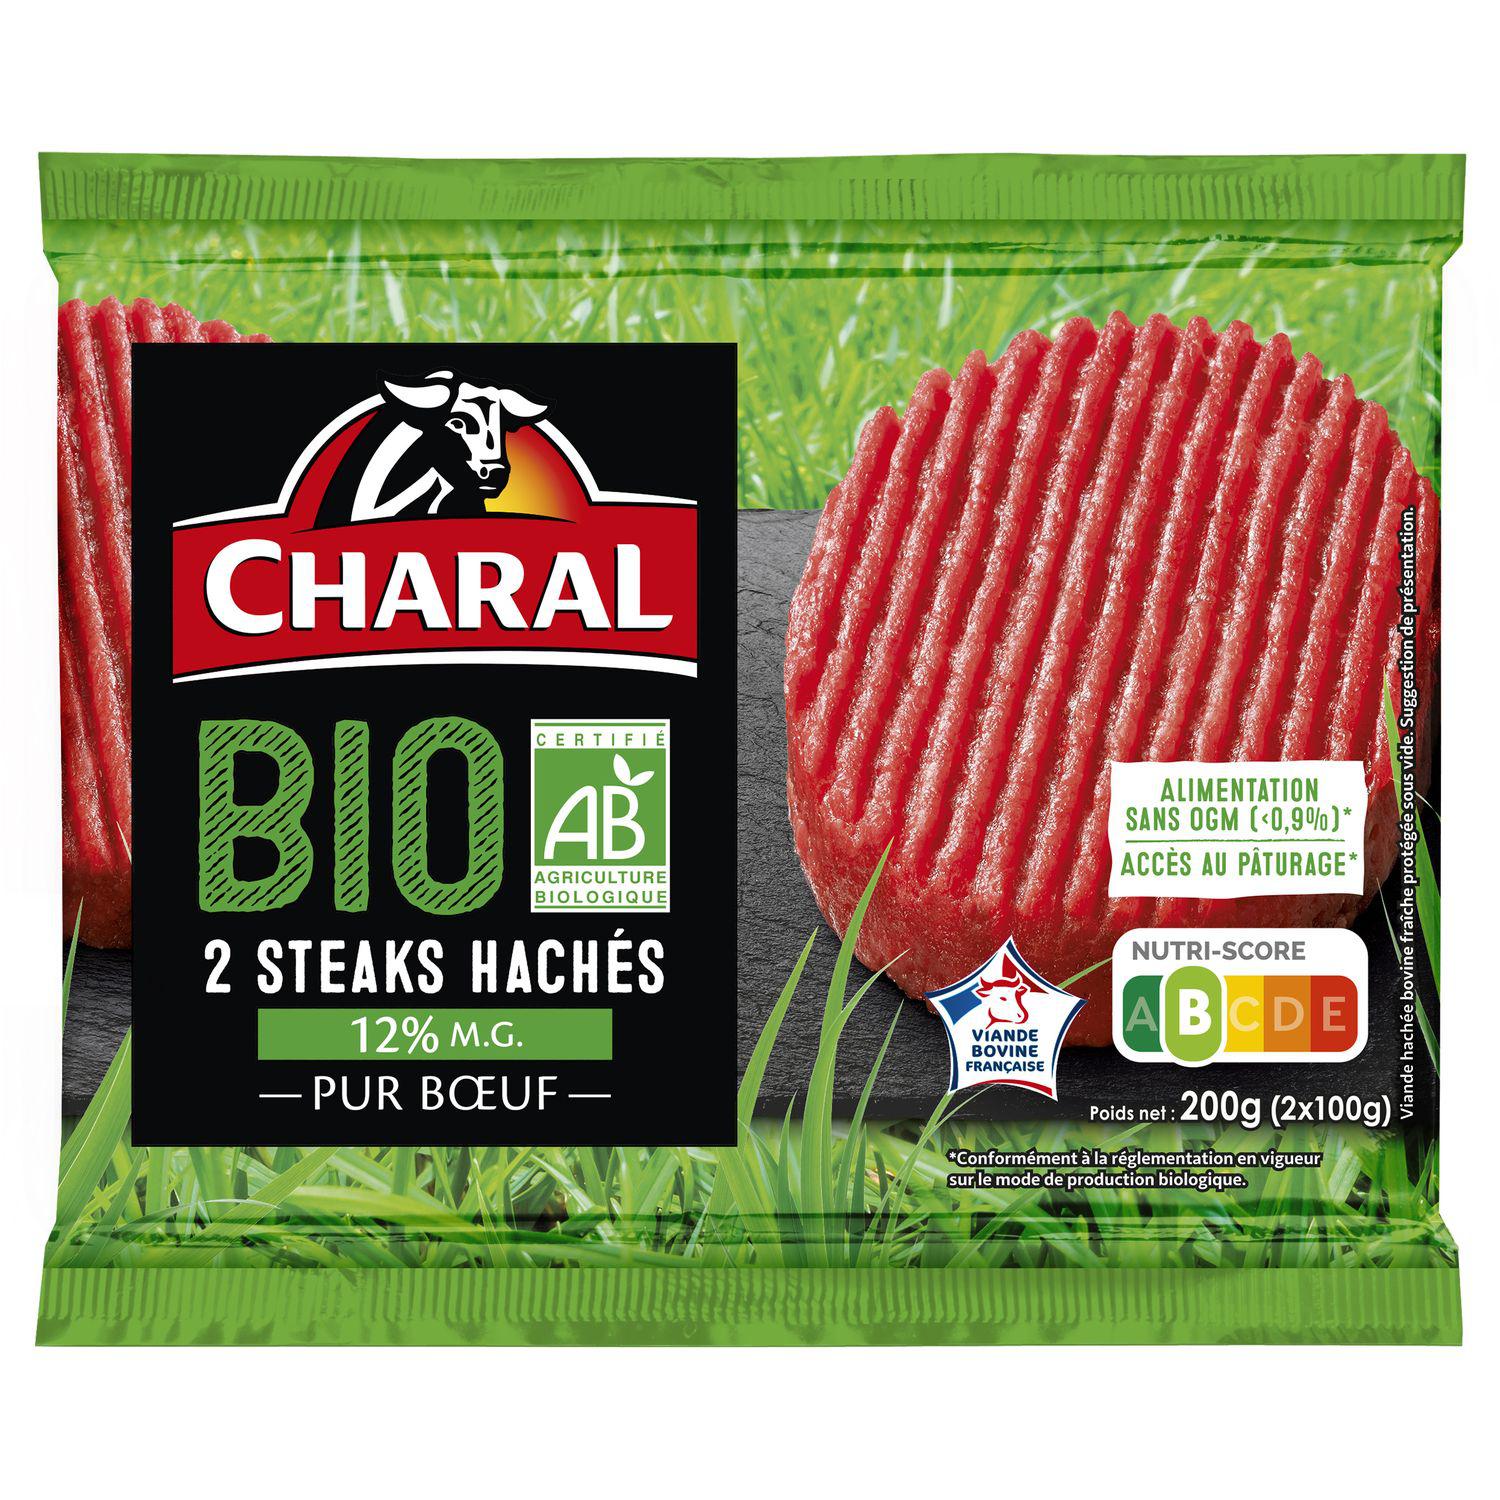 CHARAL
BIO
CERTIFIÉ
AB
AGRICULTURE
BIOLOGIQUE
2 STEAKS HACHÉS
12% M.G.
PUR BŒUF
ALIMENTATION
SANS OGM (<0,9%)*
ACCÈS AU PÂTURAGE*
NUTRI-SCORE
A B C D E
VIANDE
BOVINE
FRANÇAISE
Poids net : 200g (2x100g)
*Conformément à la réglementation en vigueur
sur le mode de production biologique.
Viande hachée bovine fraîche protégée sous vide. Suggestion de présentation.